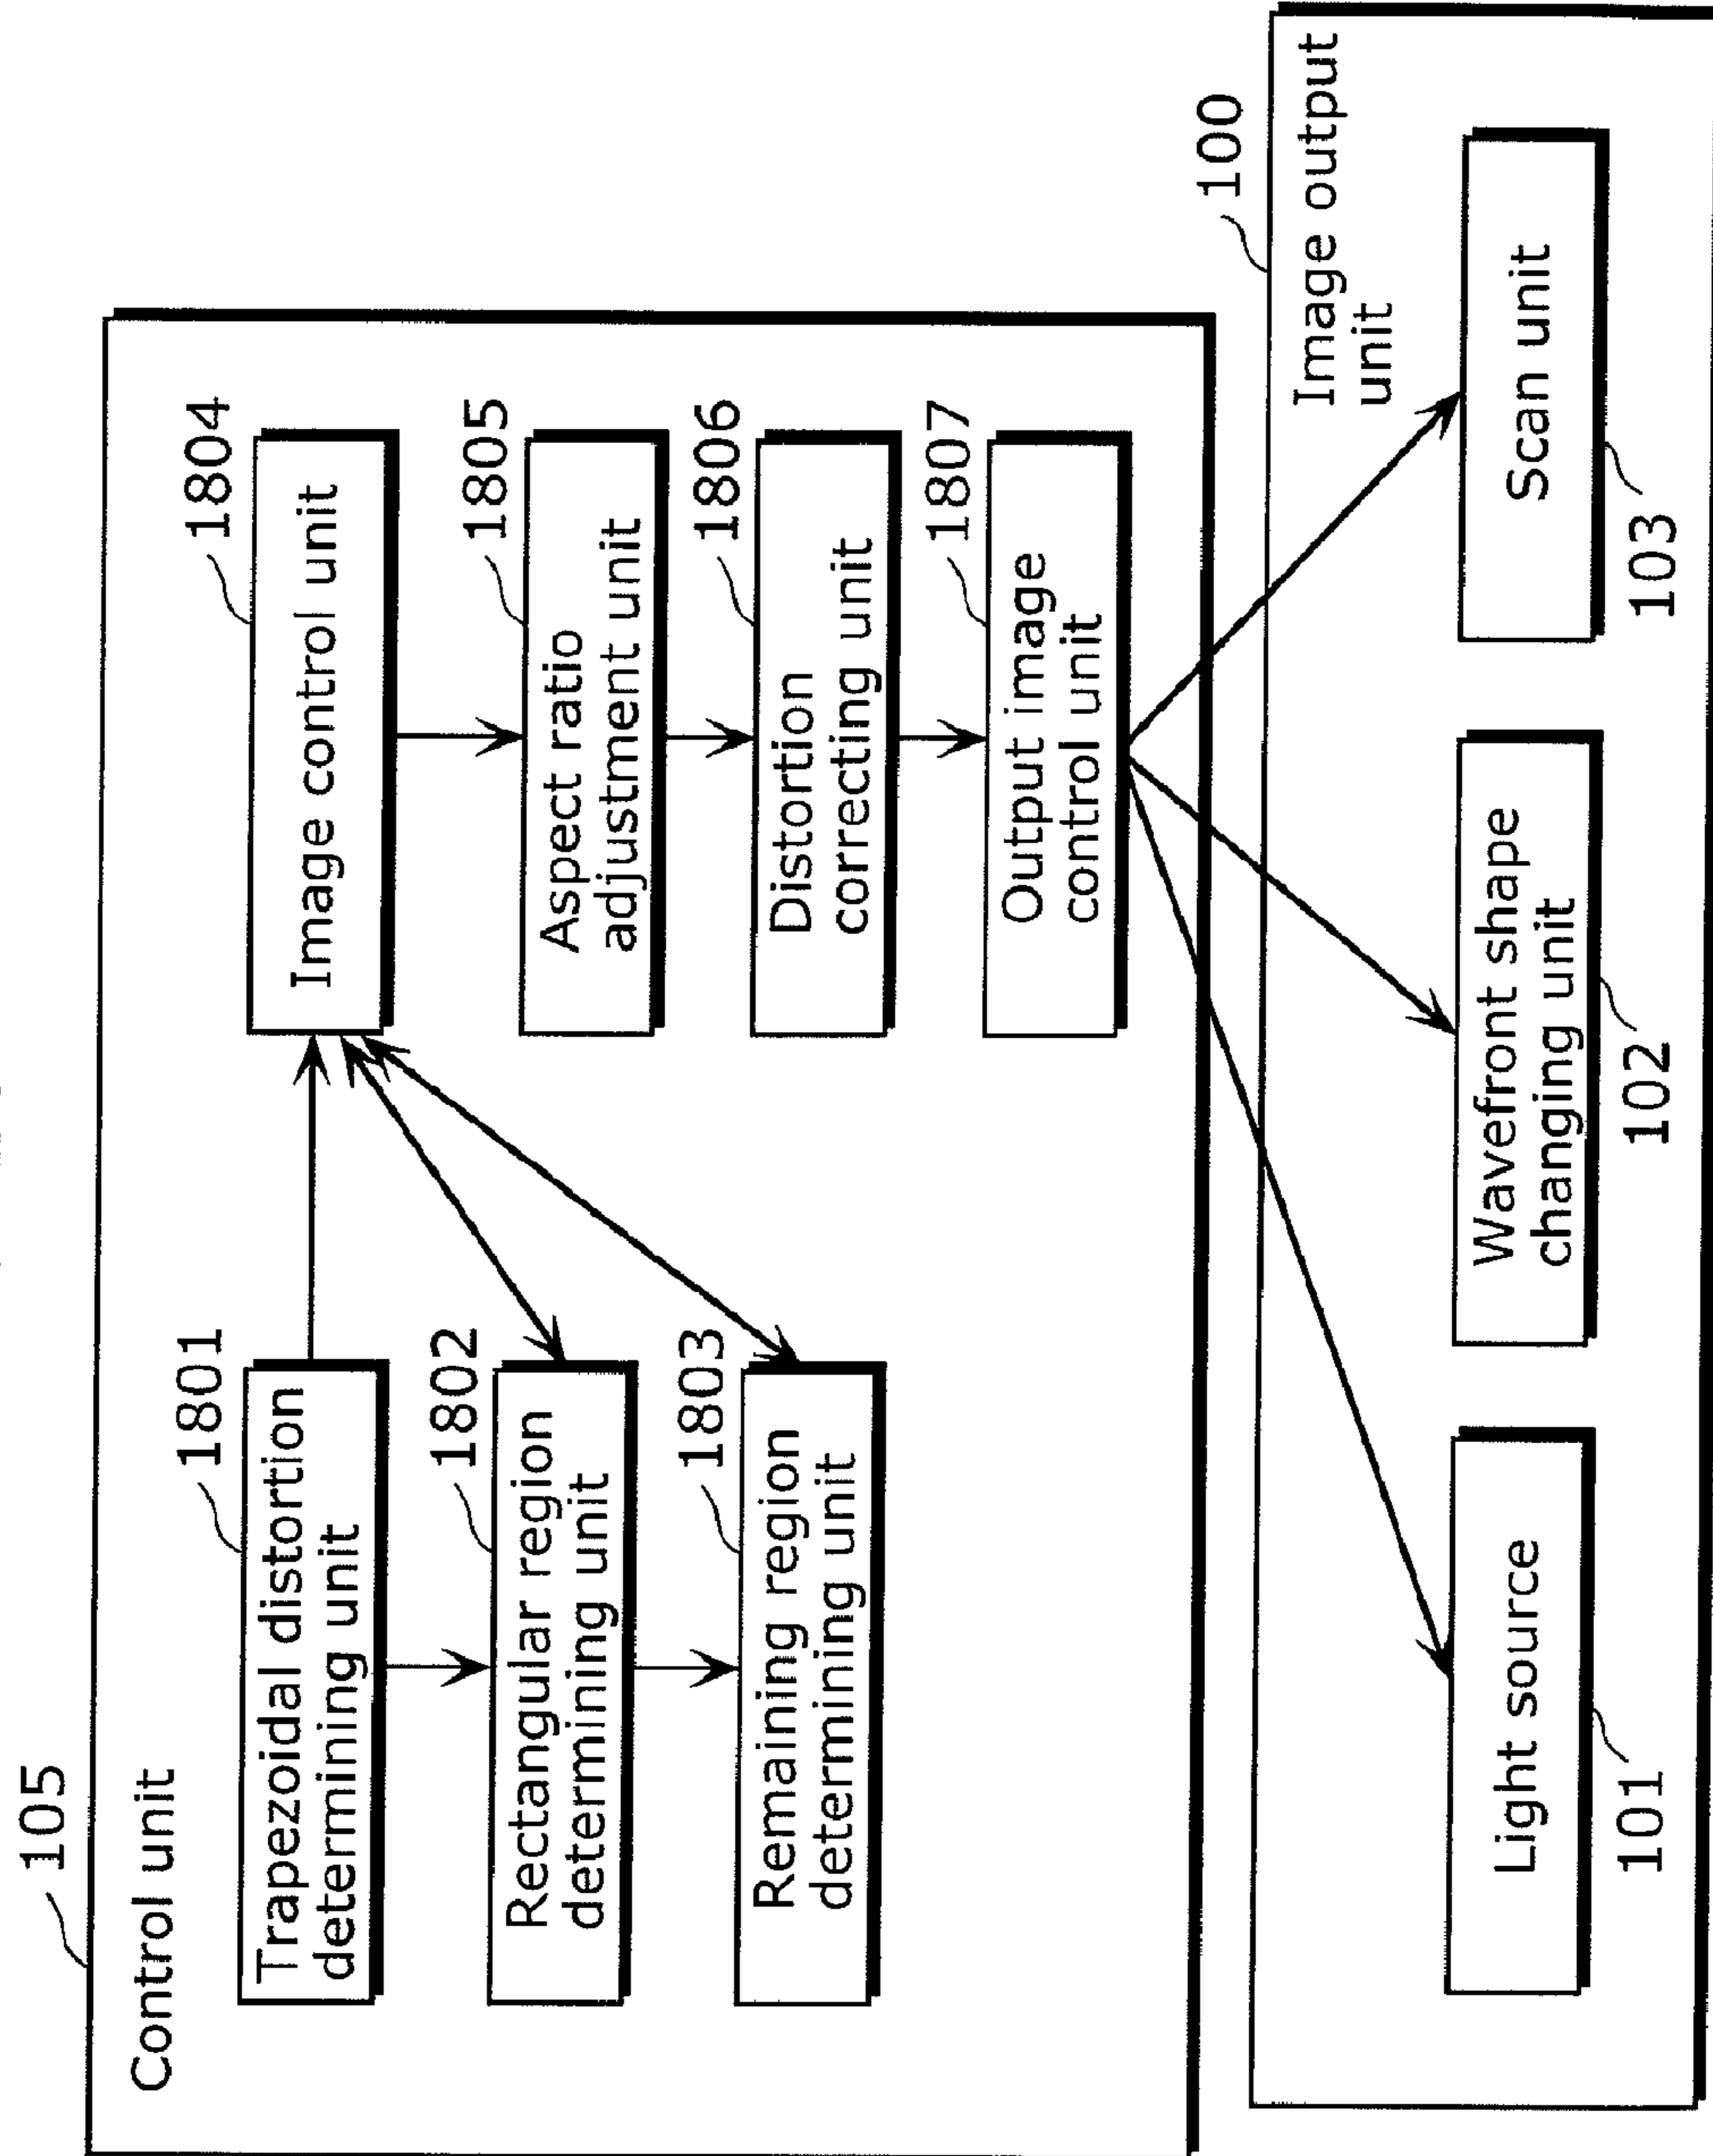 105
Control unit
1801
Trapezoidal distortion
determining unit
1802
Rectangular region
determining unit
1803
Remaining region
determining unit
1804
Image control unit
1805
Aspect ratio
adjustment unit
1806
Distortion
correcting unit
1807
Output image
control unit
100
Image output
unit
Light source
101
Wavefront shape
changing unit
102
Scan unit
103